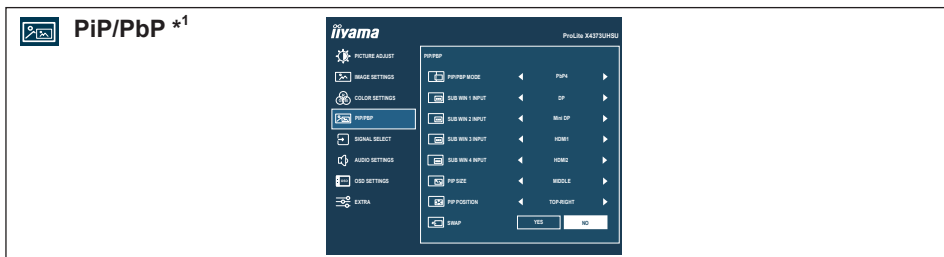 PiP/PbP *1
iiyama
ProLite X4373UHSU
PICTURE ADJUST
IMAGE SETTINGS
COLOR SETTINGS
PIP/PBP
SIGNAL SELECT
AUDIO SETTINGS
OSD SETTINGS
EXTRA
PIP/PBP
PIP/PBP MODE PbP4
SUB WIN 1 INPUT DP
SUB WIN 2 INPUT Mini DP
SUB WIN 3 INPUT HDMI1
SUB WIN 4 INPUT HDMI2
PIP SIZE MIDDLE
PIP POSITION TOP-RIGHT
SWAP YES NO